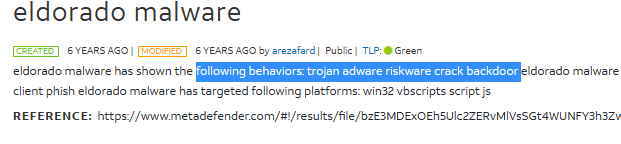 eldorado malware
CREATED 6 YEARS AGO | MODIFIED 6 YEARS AGO by arezafard | Public | TLP: Green
eldorado malware has shown the following behaviors: trojan adware riskware crack backdoor eldorado malware
client phish eldorado malware has targeted following platforms: win32 vbscripts script js
REFERENCE: https://www.metadefender.com/#!/results/file/bzE3MDExOEh5Ulc2ZERvMlVsSGt4WUNFY3h3Zw